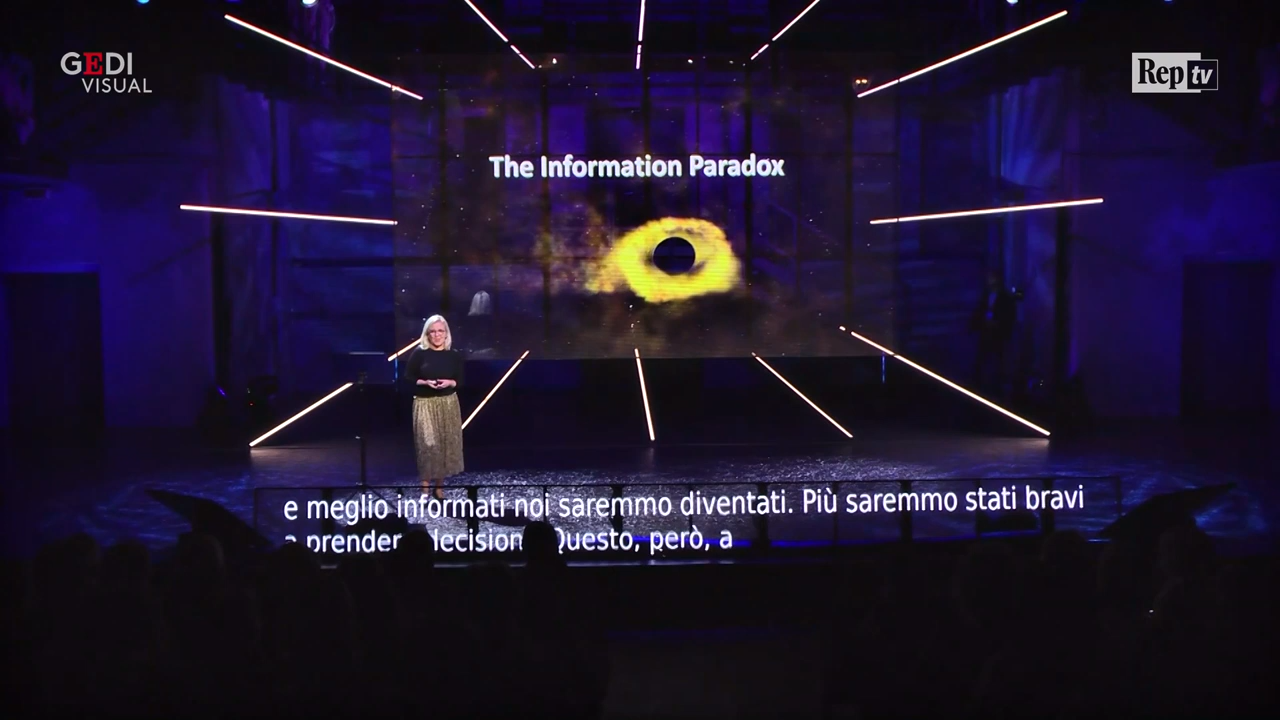 GEDI
VISUAL
Rep tv
The Information Paradox
e meglio informati noi saremmo diventati. Più saremmo stati bravi
Questo, però, a